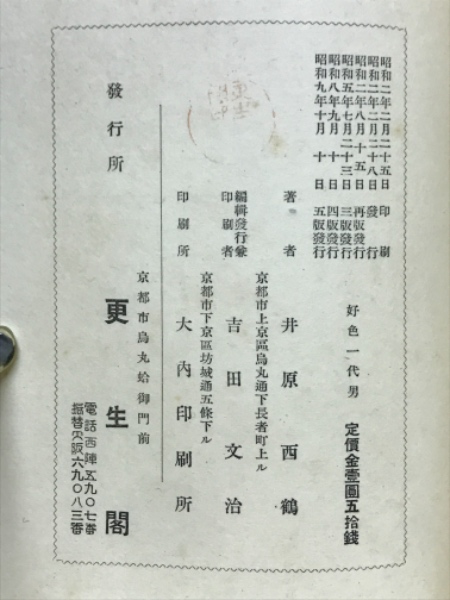 昭和二年二月二十五日 印刷
昭和二年二月二十八日 發行
昭和二年八月十五日 再版發行
昭和五年七月二十三日 三版發行
昭和八年九月十日 四版發行
昭和九年十月十日 五版發行
好色一代男 定價金壹圓五拾錢
著者 井原西鶴
京都市上京區烏丸通下長者町上ル
編輯發行兼印刷者 吉田文治
京都市下京區坊城通五條下ル
印刷所 大內印刷所
京都市烏丸蛤御門前
發行所 更生閣
電話西陣五九〇七番
振替大阪六九〇八三番